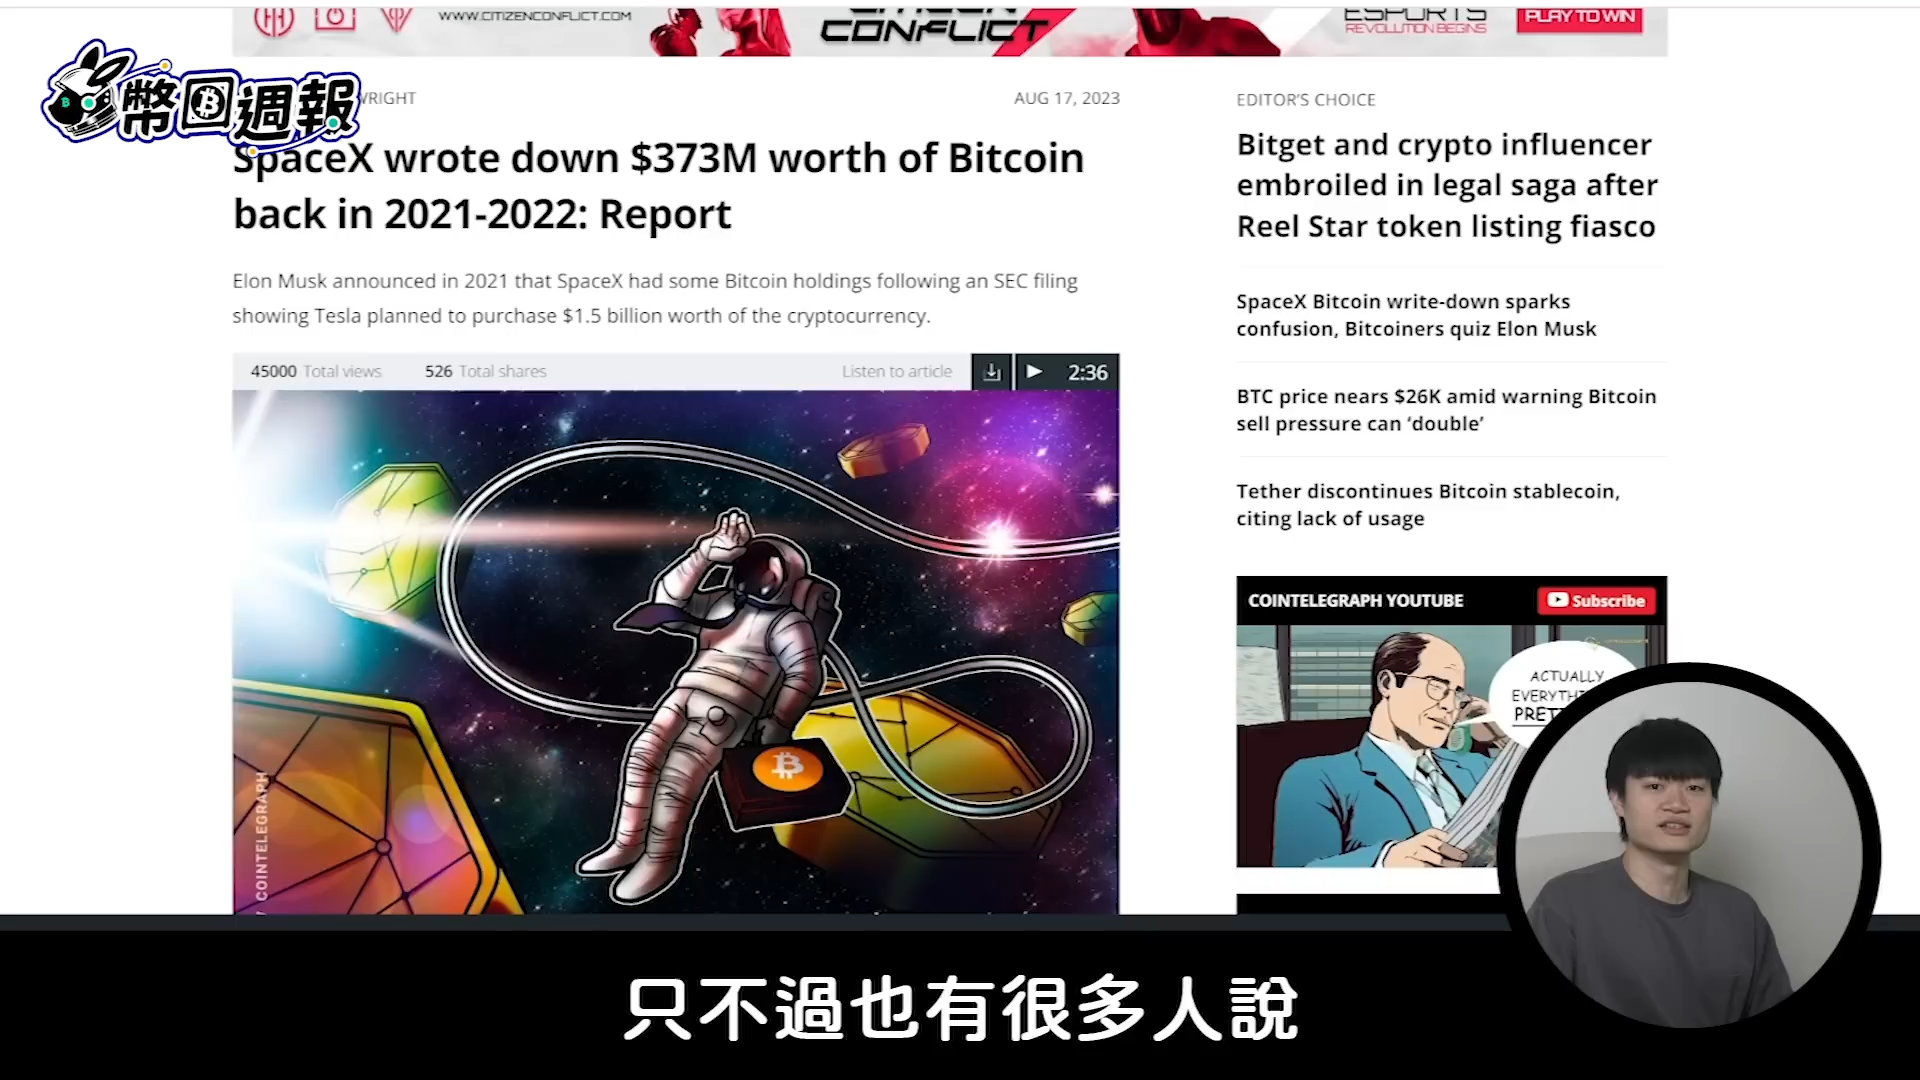 WWW.CITIZENCONFLICT.COM
CONFLICT
ESPORTS
REVOLUTION BEGINS
PLAY TO WIN
幣圈週報
WRIGHT
AUG 17, 2023
SpaceX wrote down $373M worth of Bitcoin
back in 2021-2022: Report
Elon Musk announced in 2021 that SpaceX had some Bitcoin holdings following an SEC filing
showing Tesla planned to purchase $1.5 billion worth of the cryptocurrency.
45000 Total views 526 Total shares Listen to article 2:36
COINTELEGRAPH
EDITOR'S CHOICE
Bitget and crypto influencer
embroiled in legal saga after
Reel Star token listing fiasco
SpaceX Bitcoin write-down sparks
confusion, Bitcoiners quiz Elon Musk
BTC price nears $26K amid warning Bitcoin
sell pressure can ‘double’
Tether discontinues Bitcoin stablecoin,
citing lack of usage
COINTELEGRAPH YOUTUBE Subscribe
ACTUALLY
只不過也有很多人說